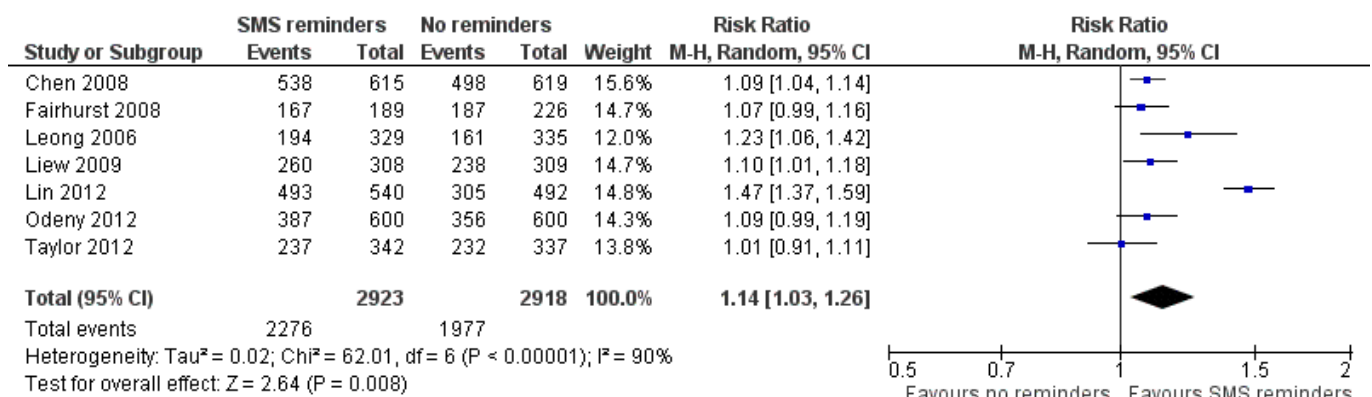 SMS reminders No reminders Risk Ratio Risk Ratio
Study or Subgroup Events Total Events Total Weight M-H, Random, 95% CI M-H, Random, 95% CI
Chen 2008 538 615 498 619 15.6% 1.09 [1.04, 1.14]
Fairhurst 2008 167 189 187 226 14.7% 1.07 [0.99, 1.16]
Leong 2006 194 329 161 335 12.0% 1.23 [1.06, 1.42]
Liew 2009 260 308 238 309 14.7% 1.10 [1.01, 1.18]
Lin 2012 493 540 305 492 14.8% 1.47 [1.37, 1.59]
Odeny 2012 387 600 356 600 14.3% 1.09 [0.99, 1.19]
Taylor 2012 237 342 232 337 13.8% 1.01 [0.91, 1.11]
Total (95% CI) 2923 2918 100.0% 1.14 [1.03, 1.26]
Total events 2276 1977
Heterogeneity: Tau² = 0.02; Chi² = 62.01, df = 6 (P < 0.00001); I² = 90%
Test for overall effect: Z = 2.64 (P = 0.008)
0.5 0.7 1 1.5 2
Favours no reminders Favours SMS reminders